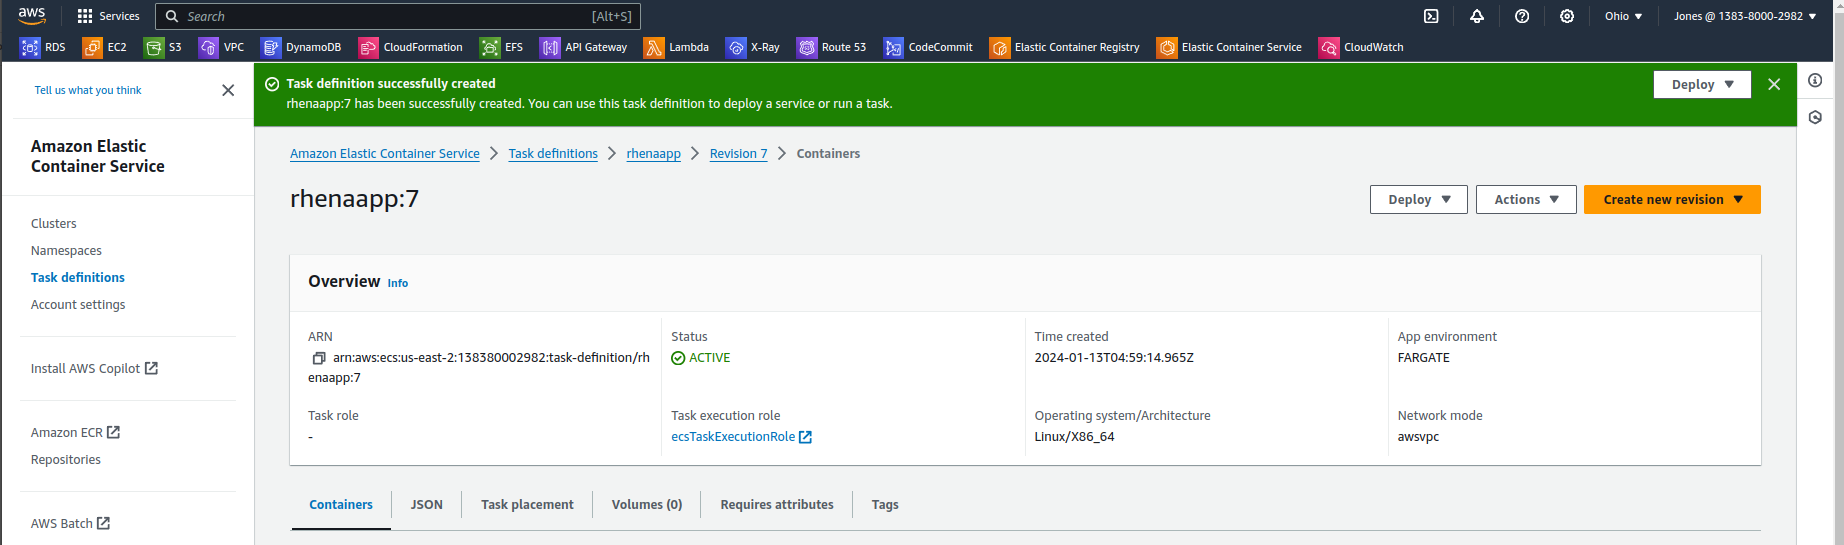 aws
Services
Search
[Alt+S]
Ohio
Jones @ 1383-8000-2982
RDS
EC2
S3
VPC
DynamoDB
CloudFormation
EFS
API Gateway
Lambda
X-Ray
Route 53
CodeCommit
Elastic Container Registry
Elastic Container Service
CloudWatch
Tell us what you think
Amazon Elastic
Container Service
Clusters
Namespaces
Task definitions
Account settings
Install AWS Copilot
Amazon ECR
Repositories
AWS Batch
Task definition successfully created
rhenaapp:7 has been successfully created. You can use this task definition to deploy a service or run a task.
Deploy
Amazon Elastic Container Service
Task definitions
rhenaapp
Revision 7
Containers
rhenaapp:7
Deploy
Actions
Create new revision
Overview Info
ARN
arn:aws:ecs:us-east-2:138380002982:task-definition/rh
enaapp:7
Status
ACTIVE
Time created
2024-01-13T04:59:14.965Z
App environment
FARGATE
Task role
-
Task execution role
ecsTaskExecutionRole
Operating system/Architecture
Linux/X86_64
Network mode
awsvpc
Containers
JSON
Task placement
Volumes (0)
Requires attributes
Tags